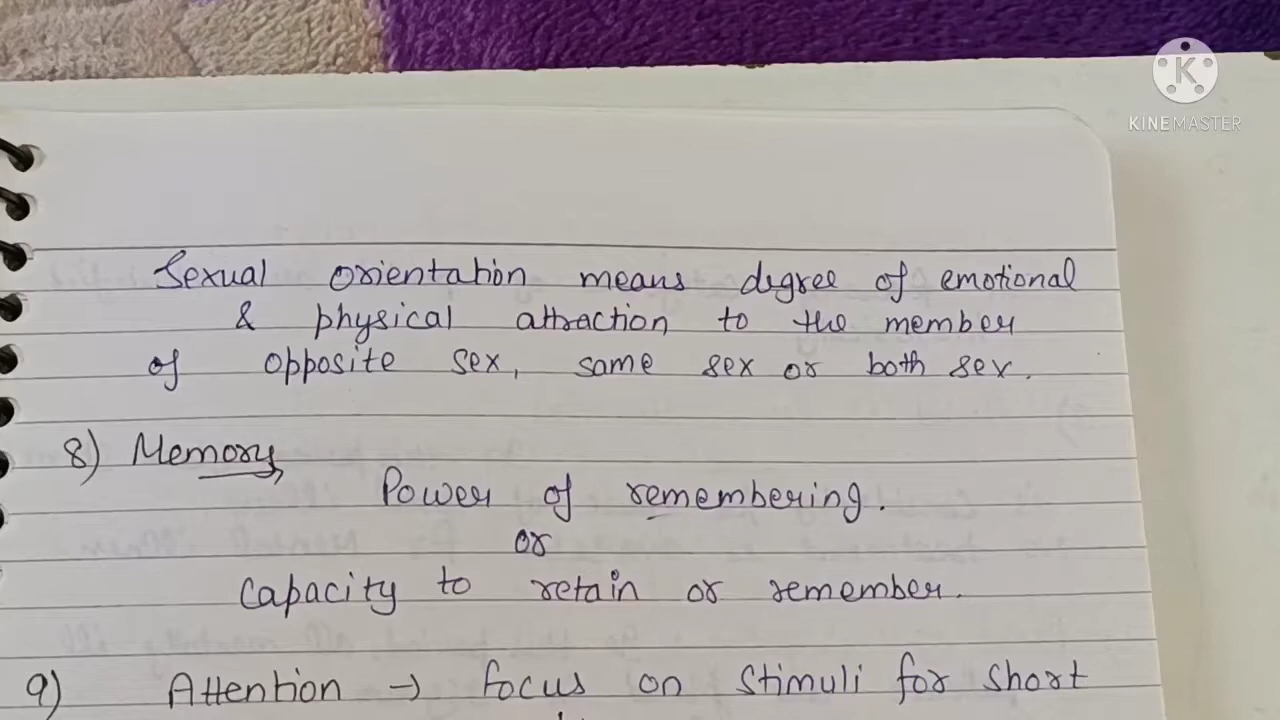 K
KINEMASTER
Sexual orientation means degree of emotional
& physical attraction to the member
of opposite sex, same sex or both sex.
8) Memory,
Power of remembering.
or
Capacity to retain or remember.
9) Attention → focus on stimuli for short